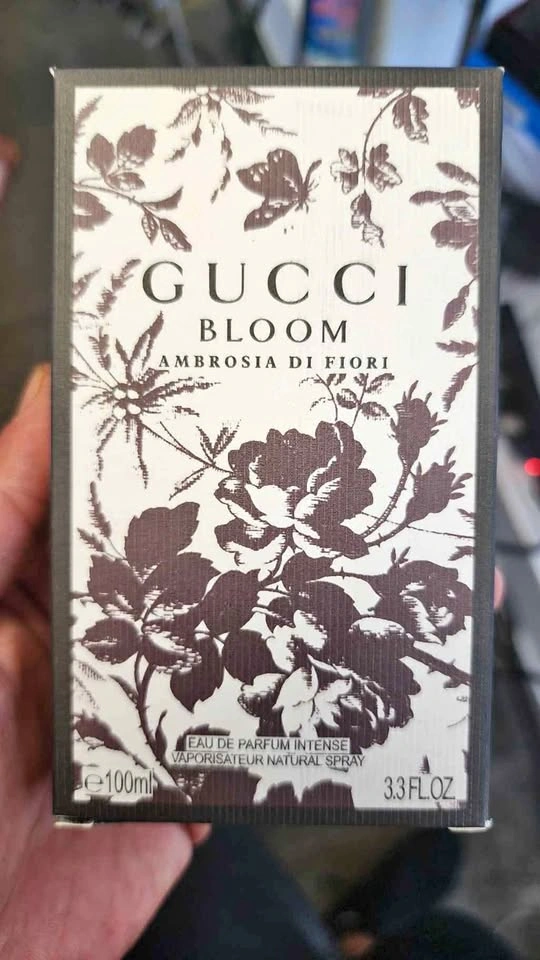 GUCCI
BLOOM
AMBROSIA DI FIORI
EAU DE PARFUM INTENSE
VAPORISATEUR NATURAL SPRAY
℮100ml
3.3 FL.OZ